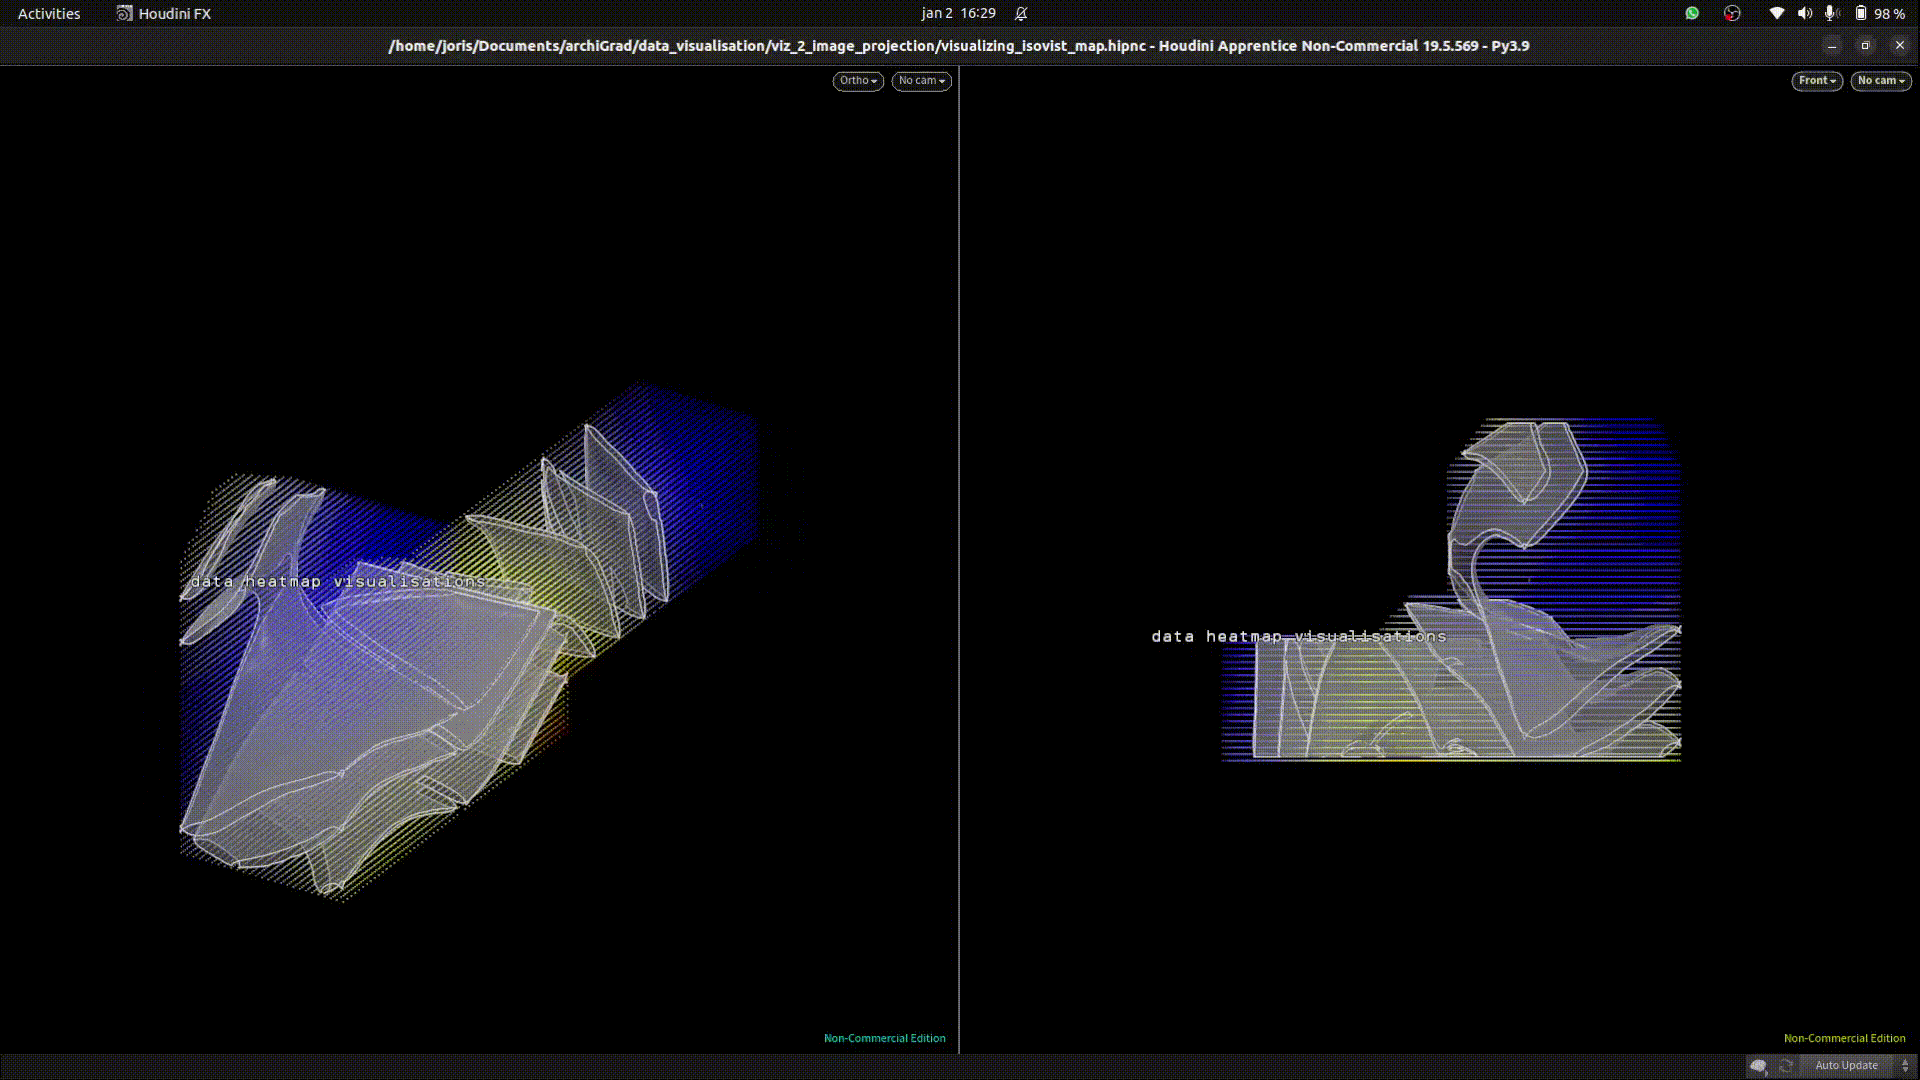 Activities Houdini FX jan 2 16:29 98 %
/home/joris/Documents/archiGrad/data_visualisation/viz_2_image_projection/visualizing_isovist_map.hipnc - Houdini Apprentice Non-Commercial 19.5.569 - Py3.9
Ortho No cam Front No cam
data heatmap visualisations
data heatmap visualisations
Non-Commercial Edition Non-Commercial Edition
Auto Update